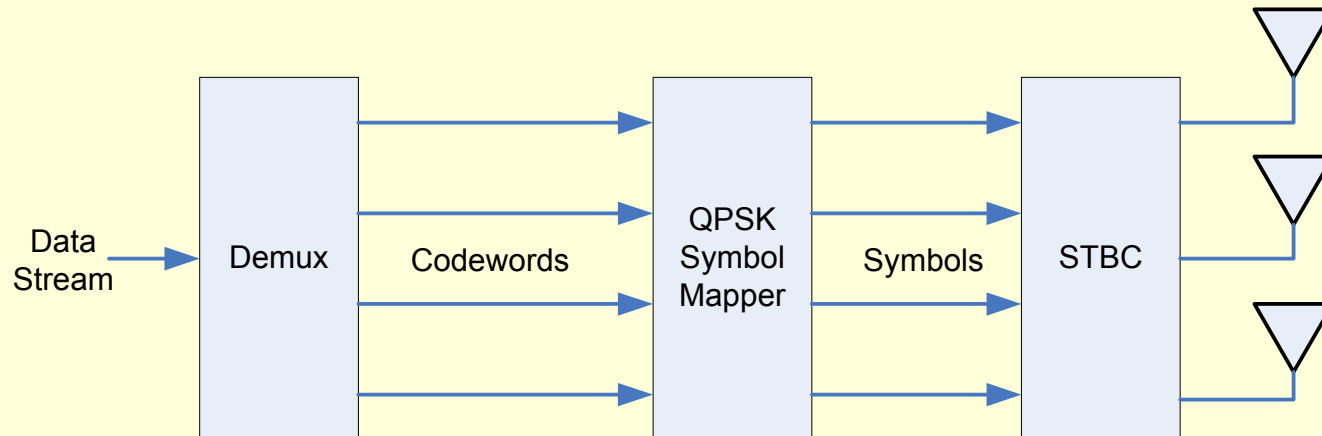 Data
Stream
Demux
Codewords
QPSK
Symbol
Mapper
Symbols
STBC